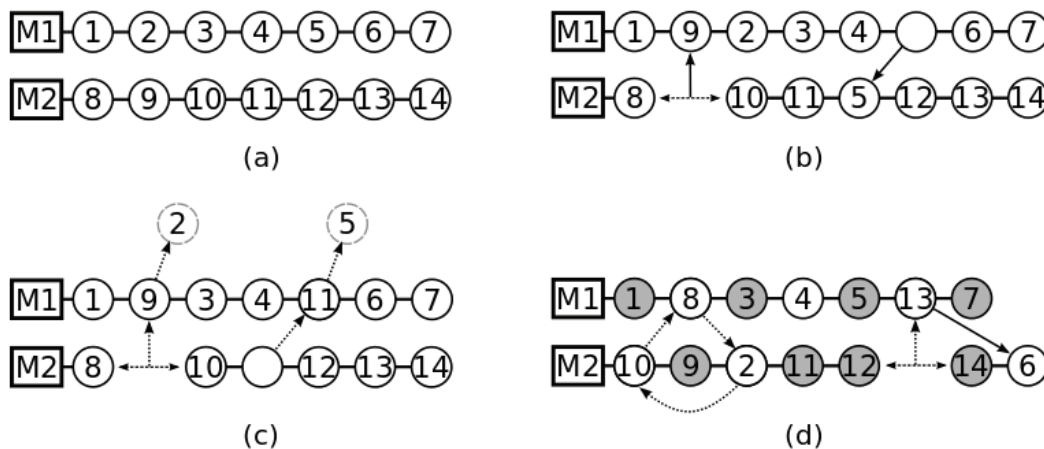 M1 1 2 3 4 5 6 7
M2 8 9 10 11 12 13 14
(a)
M1 1 9 2 3 4 6 7
M2 8 10 11 5 12 13 14
(b)
2 5
M1 1 9 3 4 11 6 7
M2 8 10 12 13 14
(c)
M1 1 8 3 4 5 13 7
M2 10 9 2 11 12 14 6
(d)